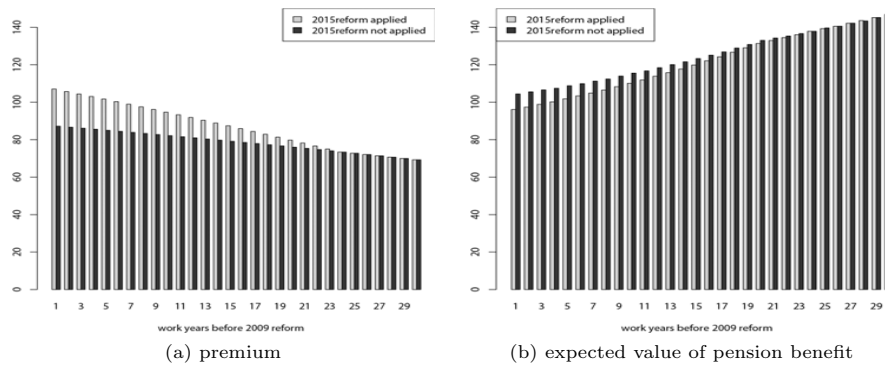 2015reform applied
2015reform not applied
140
120
100
80
60
40
20
0
1 3 5 7 9 11 13 15 17 19 21 23 25 27 29
work years before 2009 reform
(a) premium
2015reform applied
2015reform not applied
140
120
100
80
60
40
20
0
1 3 5 7 9 11 13 15 17 19 21 23 25 27 29
work years before 2009 reform
(b) expected value of pension benefit